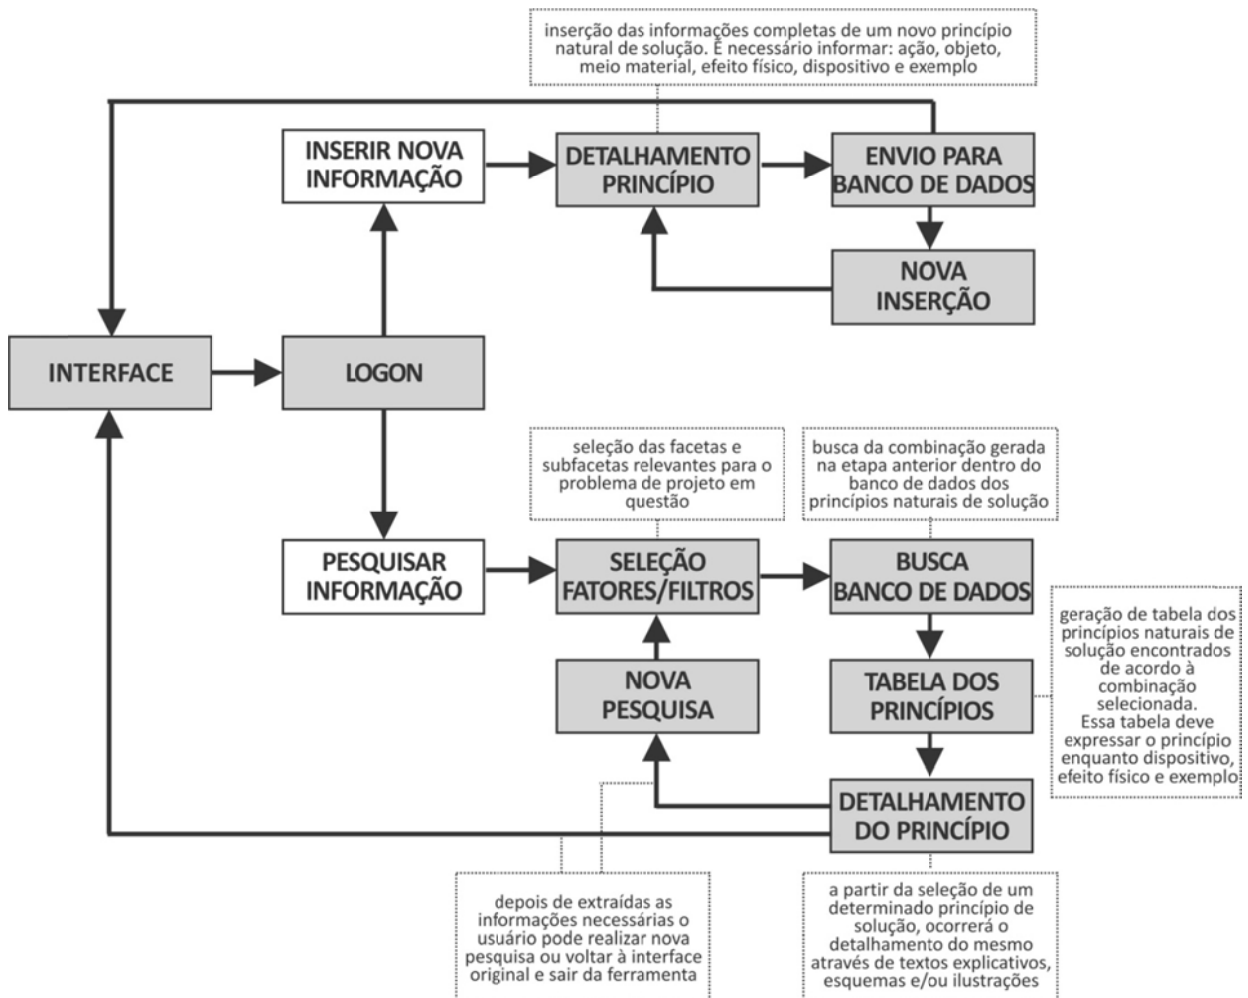 inserção das informações completas de um novo princípio
natural de solução. É necessário informar: ação, objeto,
meio material, efeito físico, dispositivo e exemplo
INSERIR NOVA
INFORMAÇÃO
DETALHAMENTO
PRINCÍPIO
ENVIO PARA
BANCO DE DADOS
NOVA
INSERÇÃO
INTERFACE
LOGON
seleção das facetas e
subfacetas relevantes para o
problema de projeto em
questão
busca da combinação gerada
na etapa anterior dentro do
banco de dados dos
princípios naturais de solução
PESQUISAR
INFORMAÇÃO
SELEÇÃO
FATORES/FILTROS
BUSCA
BANCO DE DADOS
geração de tabela dos
princípios naturais de
solução encontrados
de acordo à
combinação
selecionada.
Essa tabela deve
expressar o princípio
enquanto dispositivo,
efeito físico e exemplo
NOVA
PESQUISA
TABELA DOS
PRINCÍPIOS
DETALHAMENTO
DO PRINCÍPIO
depois de extraídas as
informações necessárias o
usuário pode realizar nova
pesquisa ou voltar à interface
original e sair da ferramenta
a partir da seleção de um
determinado princípio de
solução, ocorrerá o
detalhamento do mesmo
através de textos explicativos,
esquemas e/ou ilustrações